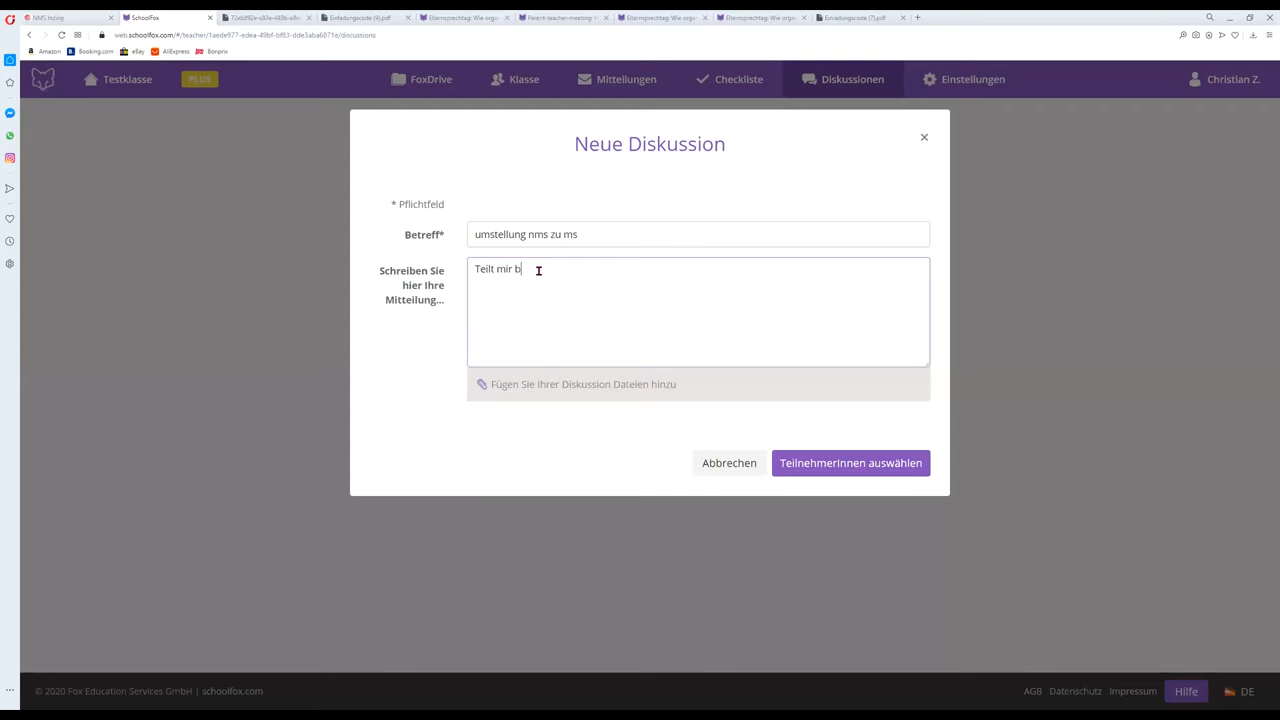 NMS Inzing
SchoolFox
Einladungscode (9).pdf
Elternsprechtag: Wie orga
Parent-teacher-meeting: H
Elternsprechtag: Wie orga
Elternsprechtag: Wie orga
Einladungscode (7).pdf
web.schoolfox.com/#/teacher/1aede977-edea-49bf-bf63-dde3aba6871e/discussions
Amazon
Booking.com
eBay
AliExpress
Bonprix
Testklasse
PLUS
FoxDrive
Klasse
Mitteilungen
Checkliste
Diskussionen
Einstellungen
Christian Z.
Neue Diskussion
* Pflichtfeld
Betreff*
umstellung nms zu ms
Schreiben Sie
hier Ihre
Mitteilung...
Teilt mir b
Fügen Sie Ihrer Diskussion Dateien hinzu
Abbrechen
TeilnehmerInnen auswählen
© 2020 Fox Education Services GmbH | schoolfox.com
AGB
Datenschutz
Impressum
Hilfe
DE